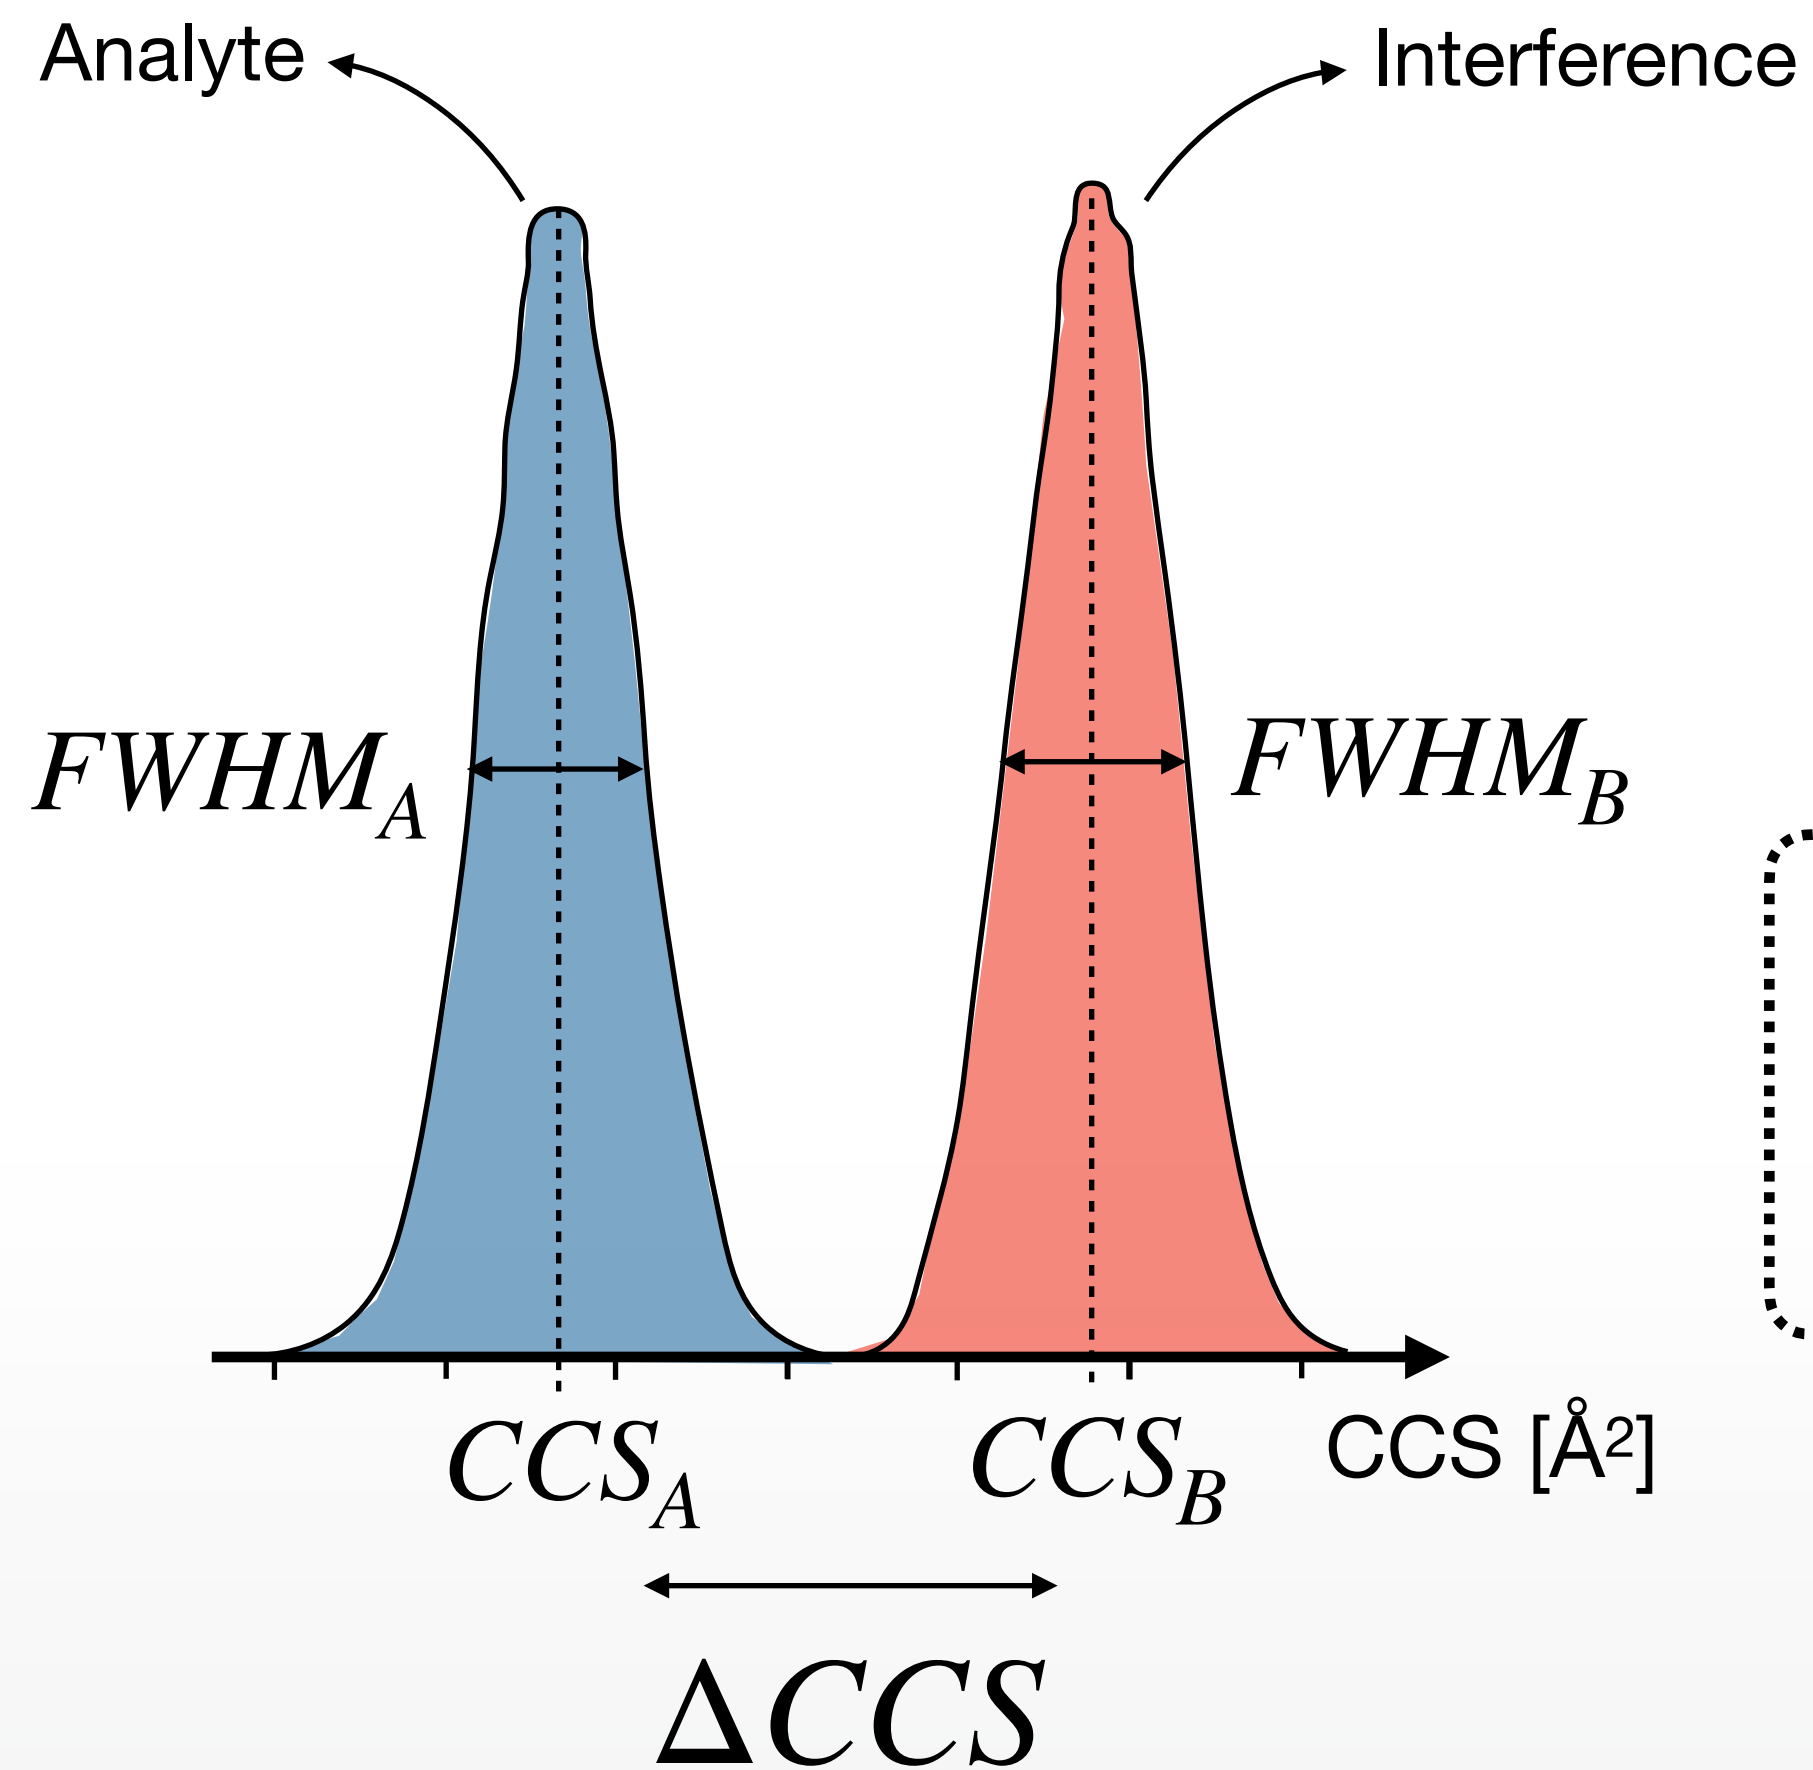 Analyte
Interference
FWHM_A
FWHM_B
CCS_A
CCS_B
CCS [Å²]
ΔCCS